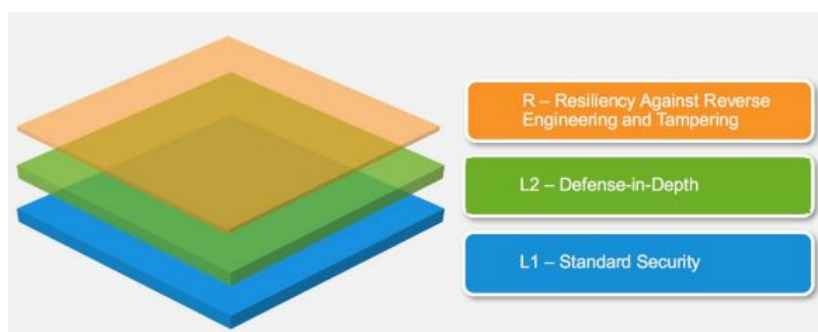 R – Resiliency Against Reverse
Engineering and Tampering
L2 – Defense-in-Depth
L1 – Standard Security